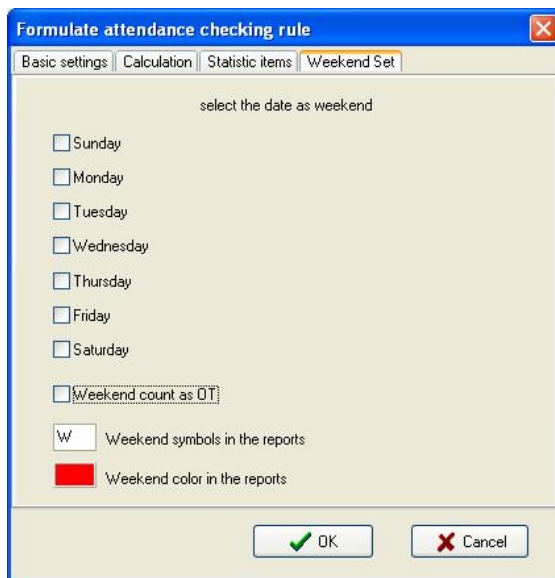 Formulate attendance checking rule
Basic settings Calculation Statistic items Weekend Set
select the date as weekend
Sunday
Monday
Tuesday
Wednesday
Thursday
Friday
Saturday
Weekend count as OT
W Weekend symbols in the reports
Weekend color in the reports
OK Cancel